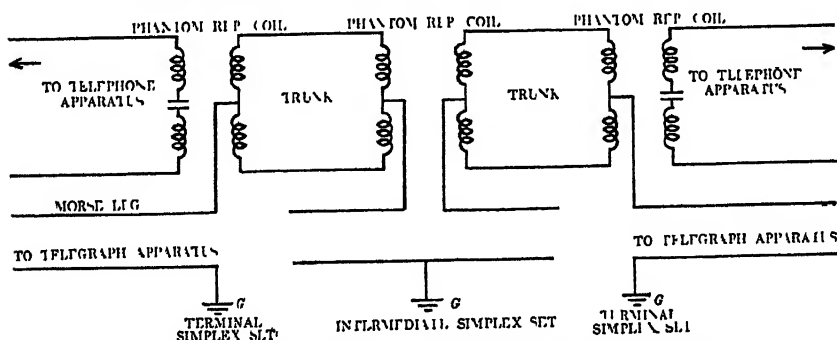 PHANTOM REP COIL PHANTOM REP COIL PHANTOM REP COIL
TO TELEPHONE
APPARATUS
TRUNK
TRUNK
TO TELEPHONE
APPARATUS
MORSE LEG
TO TELEGRAPH APPARATUS
TO TELEGRAPH APPARATUS
G
G
G
TERMINAL
SIMPLEX SET
INTERMEDIATE SIMPLEX SET
TERMINAL
SIMPLEX SET